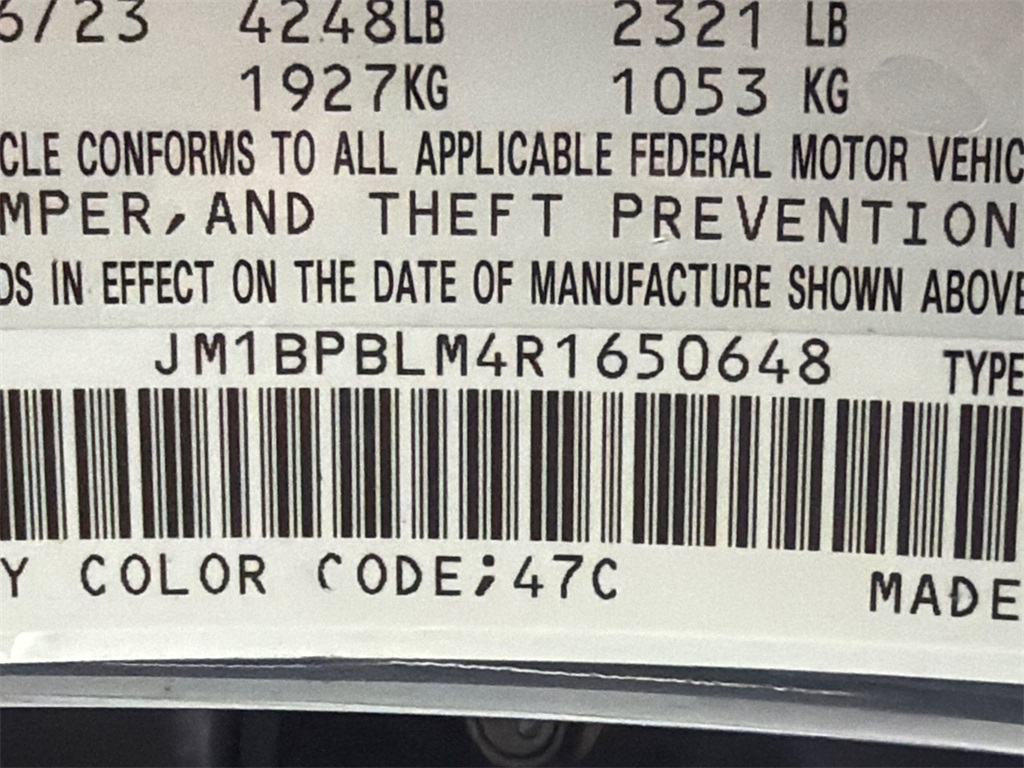 6/23 4248LB 2321 LB
1927KG 1053 KG
CLE CONFORMS TO ALL APPLICABLE FEDERAL MOTOR VEHIC
MPER,AND THEFT PREVENTION
DS IN EFFECT ON THE DATE OF MANUFACTURE SHOWN ABOVE
JM1BPBLM4R1650648 TYPE
Y COLOR CODE;47C MADE